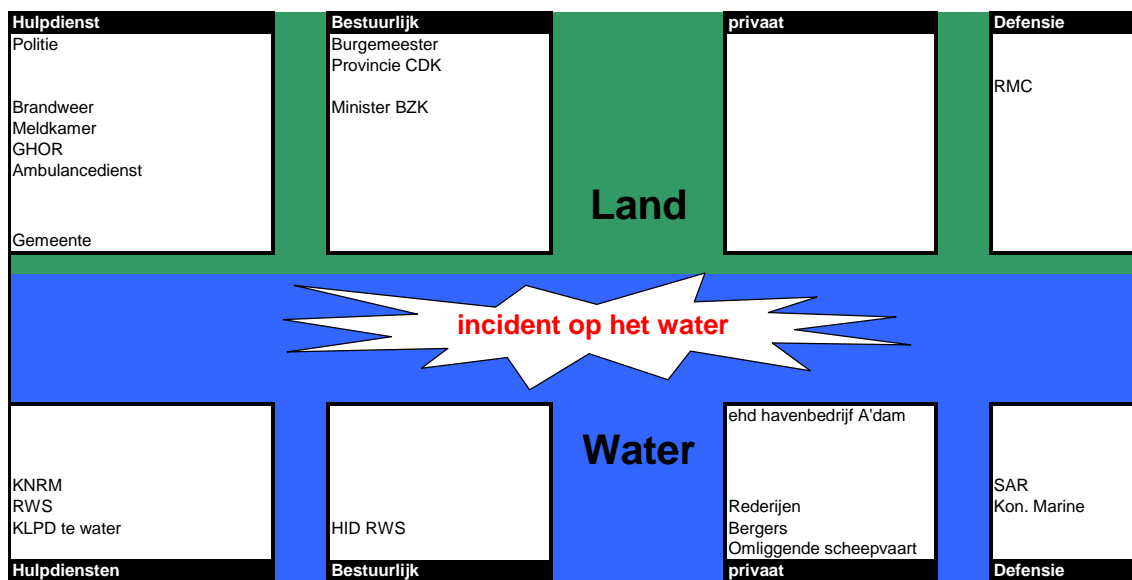 Hulpdienst
Politie
Brandweer
Meldkamer
GHOR
Ambulancedienst
Gemeente
Bestuurlijk
Burgemeester
Provincie CDK
Minister BZK
privaat
Defensie
RMC
Land
incident op het water
Water
KNRM
RWS
KLPD te water
Hulpdiensten
HID RWS
Bestuurlijk
ehd havenbedrijf A'dam
Rederijen
Bergers
Omliggende scheepvaart
privaat
SAR
Kon. Marine
Defensie